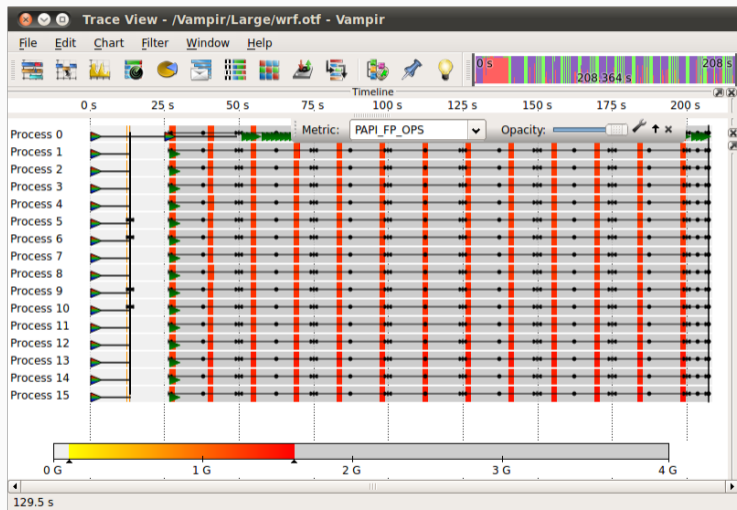 Trace View - /Vampir/Large/wrf.otf - Vampir
File Edit Chart Filter Window Help
0 s 208 s
208.364 s
Timeline
0 s 25 s 50 s 75 s 100 s 125 s 150 s 175 s 200 s
Metric: PAPI_FP_OPS Opacity:
Process 0
Process 1
Process 2
Process 3
Process 4
Process 5
Process 6
Process 7
Process 8
Process 9
Process 10
Process 11
Process 12
Process 13
Process 14
Process 15
0 G 1 G 2 G 3 G 4 G
129.5 s